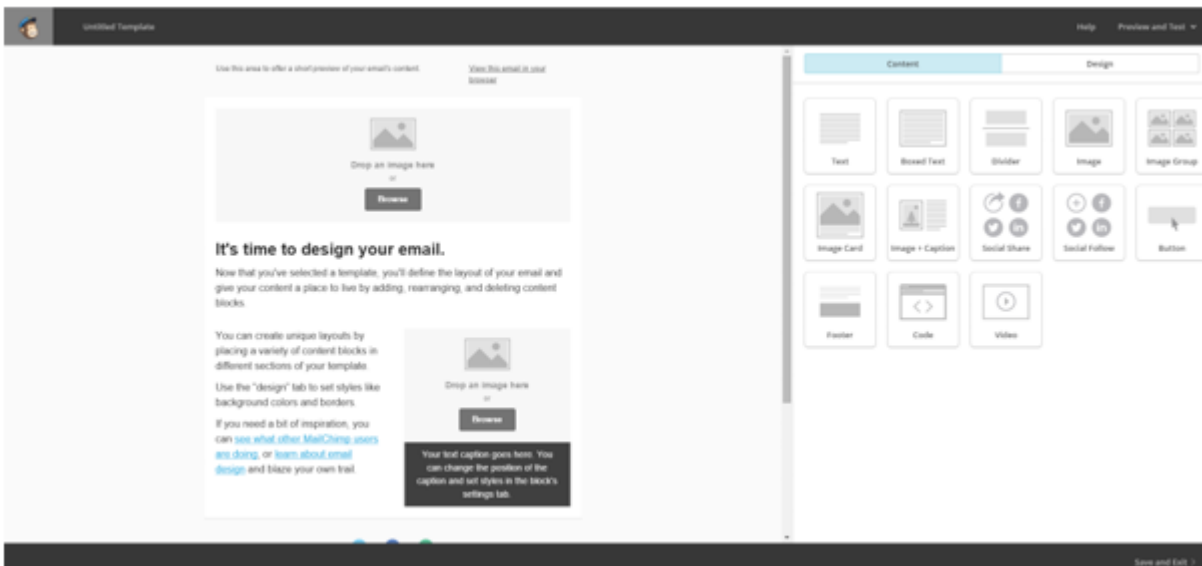 Untitled Template
Help
Preview and Test
Use this area to offer a short preview of your email's content.
View this email in your
browser
Content
Design
Drop an image here
or
Browse
Text
Boxed Text
Divider
Image
Image Group
Image Card
Image + Caption
Social Share
Social Follow
Button
Footer
Code
Video
It's time to design your email.
Now that you've selected a template, you'll define the layout of your email and
give your content a place to live by adding, rearranging, and deleting content
blocks.
You can create unique layouts by
placing a variety of content blocks in
different sections of your template.
Use the "design" tab to set styles like
background colors and borders.
If you need a bit of inspiration, you
can see what other MailChimp users
are doing, or learn about email
design and blaze your own trail.
Drop an image here
or
Browse
Your text caption goes here. You
can change the position of the
caption and set styles in the block's
settings tab.
Save and Exit